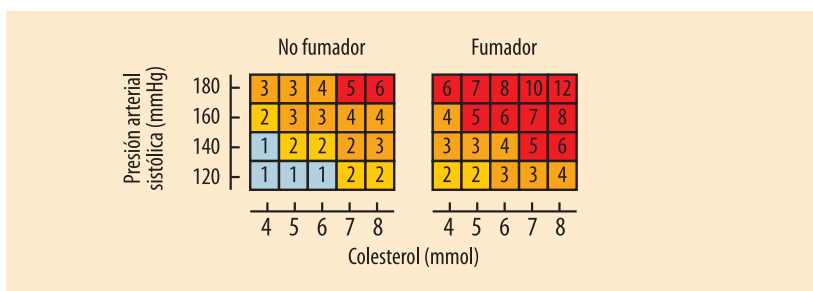 No fumador Fumador
Presión arterial
sistólica (mmHg)
180 3 3 4 5 6 6 7 8 10 12
160 2 3 3 4 4 4 5 6 7 8
140 1 2 2 2 3 3 3 4 5 6
120 1 1 1 2 2 2 2 3 3 4
4 5 6 7 8 4 5 6 7 8
Colesterol (mmol)